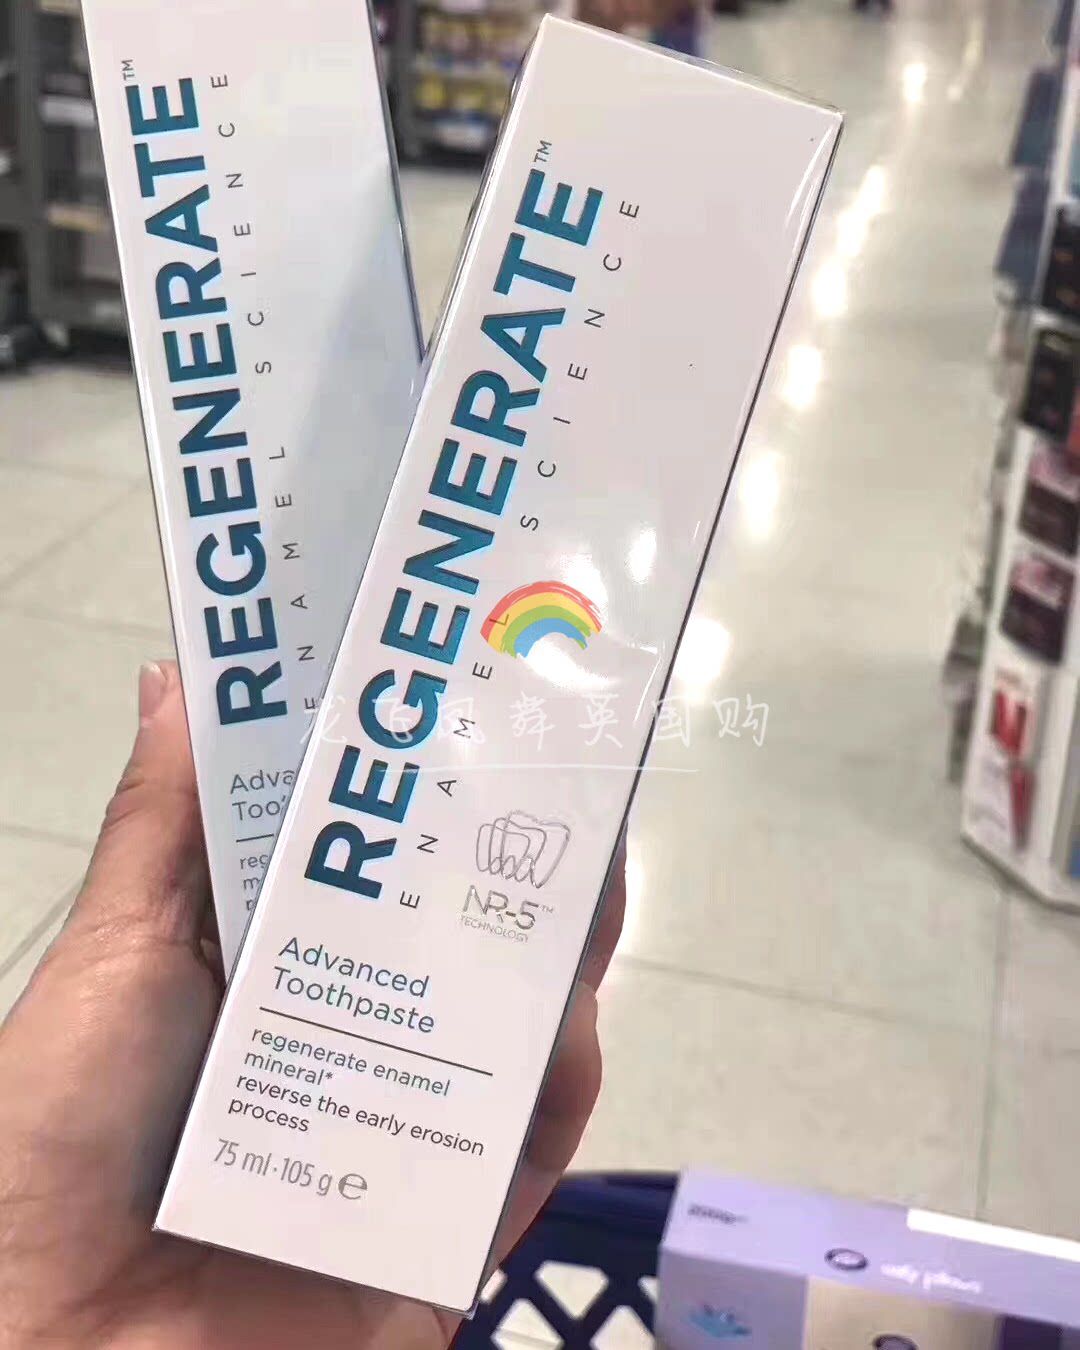 REGENERATE™
ENAMEL SCIENCE
Adva
Too
reg
m
r
REGENERATE™
ENAMEL SCIENCE
NR-5™
TECHNOLOGY
Advanced
Toothpaste
regenerate enamel
mineral*
reverse the early erosion
process
75 ml·105 g ℮
龙飞凤舞英国购